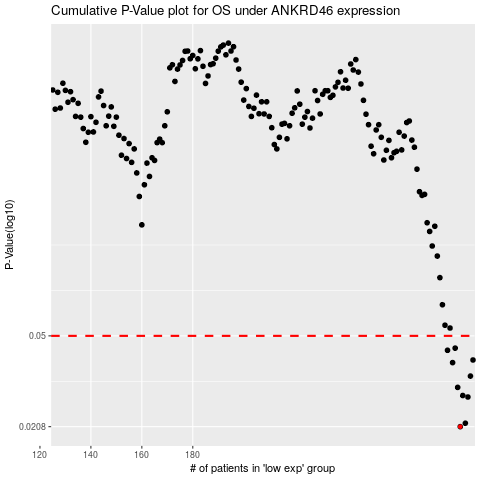 Cumulative P-Value plot for OS under ANKRD46 expression
P-Value(log10)
0.05
0.0208
120 140 160 180
# of patients in 'low exp' group